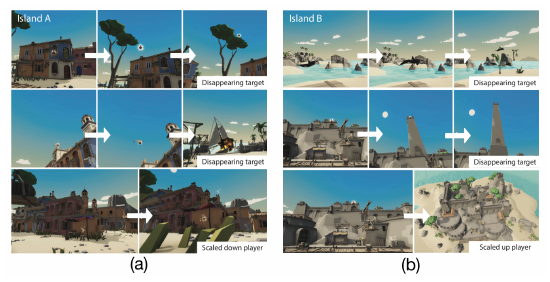 Island A
Disappearing target
Disappearing target
Scaled down player
(a)
Island B
Disappearing target
Disappearing target
Scaled up player
(b)